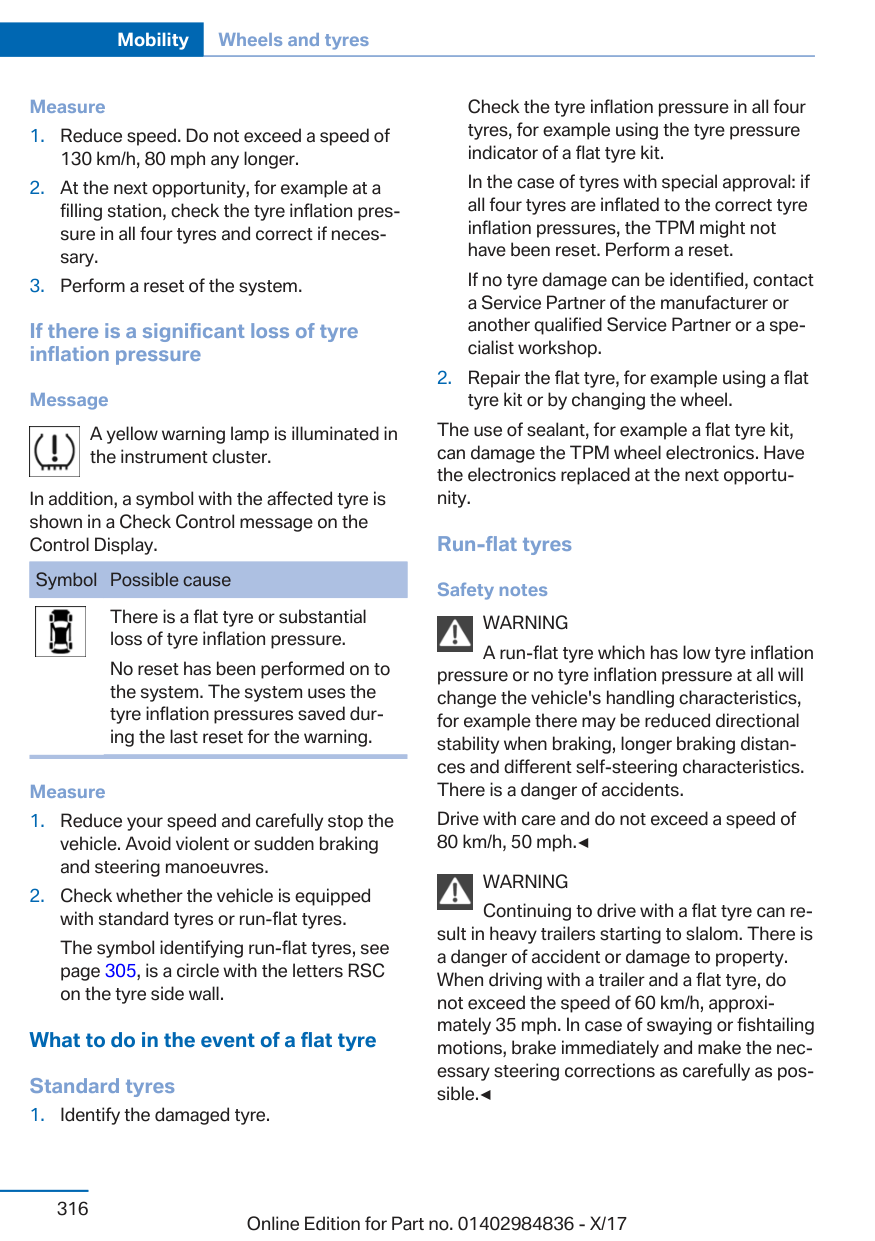 Mobility Wheels and tyres
Measure
1. Reduce speed. Do not exceed a speed of
130 km/h, 80 mph any longer.
2. At the next opportunity, for example at a
filling station, check the tyre inflation pres-
sure in all four tyres and correct if neces-
sary.
3. Perform a reset of the system.
If there is a significant loss of tyre
inflation pressure
Message
A yellow warning lamp is illuminated in
the instrument cluster.
In addition, a symbol with the affected tyre is
shown in a Check Control message on the
Control Display.
Symbol Possible cause
There is a flat tyre or substantial
loss of tyre inflation pressure.
No reset has been performed on to
the system. The system uses the
tyre inflation pressures saved dur-
ing the last reset for the warning.
Measure
1. Reduce your speed and carefully stop the
vehicle. Avoid violent or sudden braking
and steering manoeuvres.
2. Check whether the vehicle is equipped
with standard tyres or run-flat tyres.
The symbol identifying run-flat tyres, see
page 305, is a circle with the letters RSC
on the tyre side wall.
What to do in the event of a flat tyre
Standard tyres
1. Identify the damaged tyre.
Check the tyre inflation pressure in all four
tyres, for example using the tyre pressure
indicator of a flat tyre kit.
In the case of tyres with special approval: if
all four tyres are inflated to the correct tyre
inflation pressures, the TPM might not
have been reset. Perform a reset.
If no tyre damage can be identified, contact
a Service Partner of the manufacturer or
another qualified Service Partner or a spe-
cialist workshop.
2. Repair the flat tyre, for example using a flat
tyre kit or by changing the wheel.
The use of sealant, for example a flat tyre kit,
can damage the TPM wheel electronics. Have
the electronics replaced at the next opportu-
nity.
Run-flat tyres
Safety notes
WARNING
A run-flat tyre which has low tyre inflation
pressure or no tyre inflation pressure at all will
change the vehicle's handling characteristics,
for example there may be reduced directional
stability when braking, longer braking distan-
ces and different self-steering characteristics.
There is a danger of accidents.
Drive with care and do not exceed a speed of
80 km/h, 50 mph.◄
WARNING
Continuing to drive with a flat tyre can re-
sult in heavy trailers starting to slalom. There is
a danger of accident or damage to property.
When driving with a trailer and a flat tyre, do
not exceed the speed of 60 km/h, approxi-
mately 35 mph. In case of swaying or fishtailing
motions, brake immediately and make the nec-
essary steering corrections as carefully as pos-
sible.◄
316
Online Edition for Part no. 01402984836 - X/17